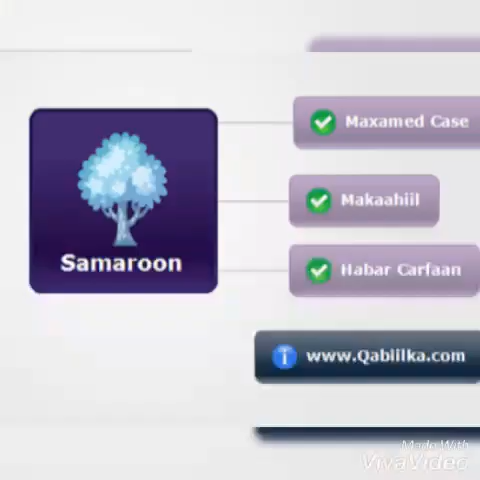 Maxamed Case
Makaahiil
Samaroon
Habar Carfaan
www.Qabiilka.com
Made With
VivaVideo